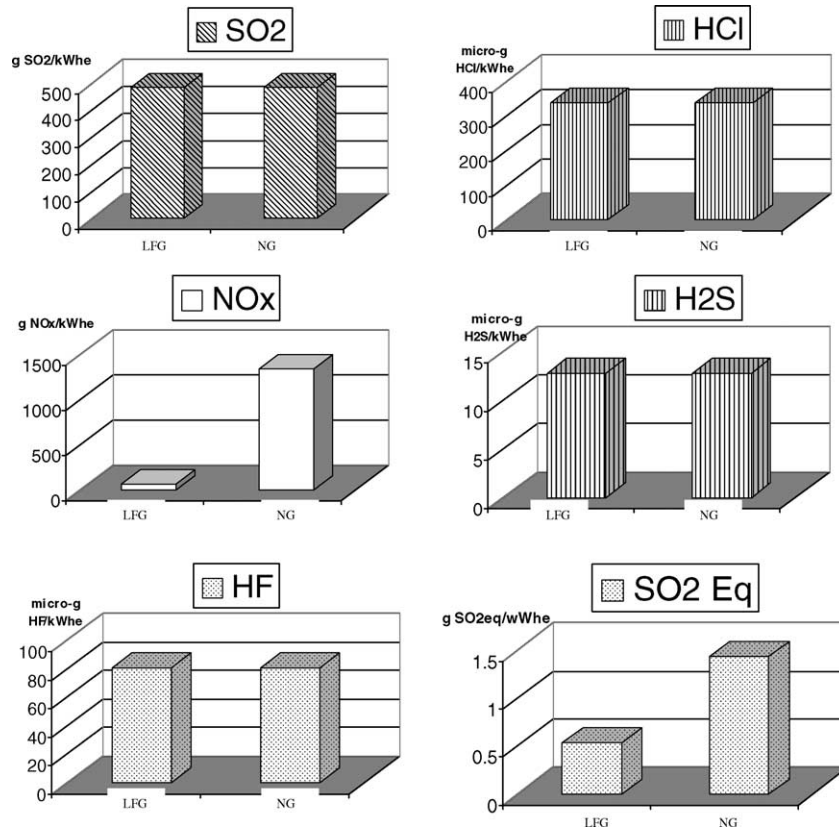 SO2
g SO2/kWhe
500
400
300
200
100
0
LFG NG
HCl
micro-g
HCl/kWhe
400
300
200
100
0
LFG NG
NOx
g NOx/kWhe
1500
1000
500
0
LFG NG
H2S
micro-g
H2S/kWhe
15
10
5
0
LFG NG
HF
micro-g
HF/kWhe
100
80
60
40
20
0
LFG NG
SO2 Eq
g SO2eq/wWhe
1.5
1
0.5
0
LFG NG